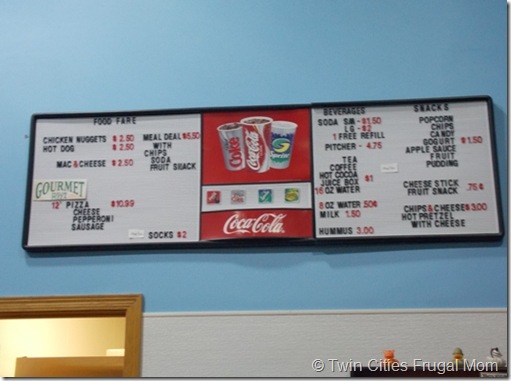 FOOD FARE
CHICKEN NUGGETS $ 2.50
HOT DOG $ 2.50
MAC & CHEESE $ 2.50
GOURMET
12" PIZZA $10.99
CHEESE
PEPPERONI
SAUSAGE
MEAL DEAL $5.50
WITH
CHIPS
SODA
FRUIT SNACK
SOCKS $2
Coke
Coca-Cola
Coca-Cola
BEVERAGES
SODA SM - $1.50
LG - $2
1 FREE REFILL
PITCHER - 4.75
TEA
COFFEE
HOT COCOA
JUICE BOX $1
16 OZ WATER
8 OZ WATER .50¢
MILK 1.50
HUMMUS 3.00
SNACKS
POPCORN
CHIPS
CANDY
GOGURT $1.50
APPLE SAUCE
FRUIT
PUDDING
CHEESE STICK
FRUIT SNACK .75¢
CHIPS & CHEESE $3.00
HOT PRETZEL
WITH CHEESE
© Twin Cities Frugal Mom